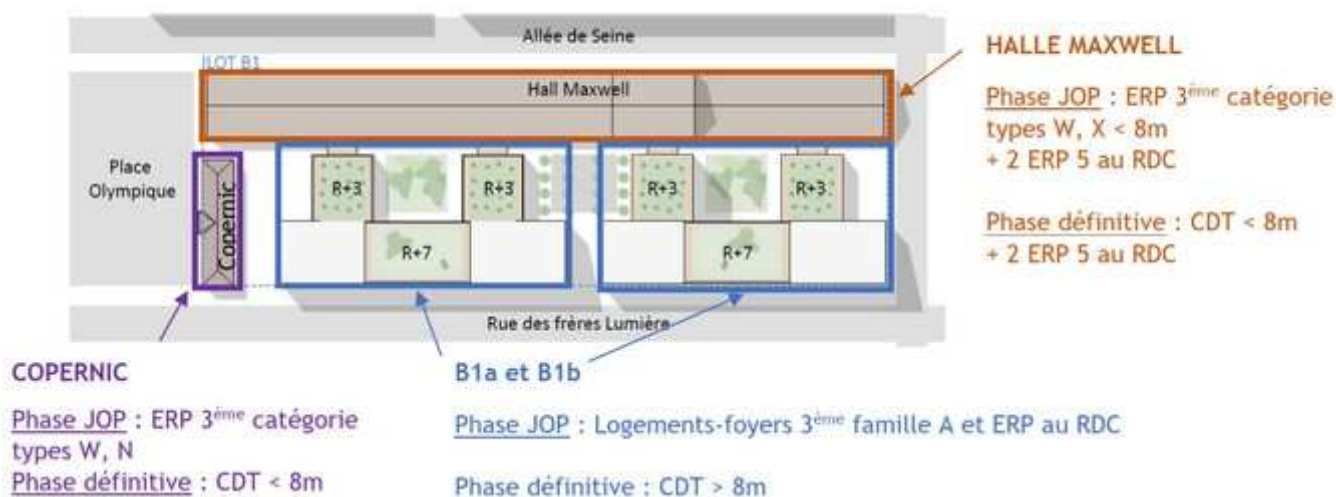 Allée de Seine
ILOT B1
Hall Maxwell
Place
Olympique
Copernic
R+3
R+3
R+3
R+3
R+7
R+7
Rue des frères Lumière
HALLE MAXWELL
Phase JOP : ERP 3ème catégorie
types W, X < 8m
+ 2 ERP 5 au RDC
Phase définitive : CDT < 8m
+ 2 ERP 5 au RDC
COPERNIC
Phase JOP : ERP 3ème catégorie
types W, N
Phase définitive : CDT < 8m
B1a et B1b
Phase JOP : Logements-foyers 3ème famille A et ERP au RDC
Phase définitive : CDT > 8m